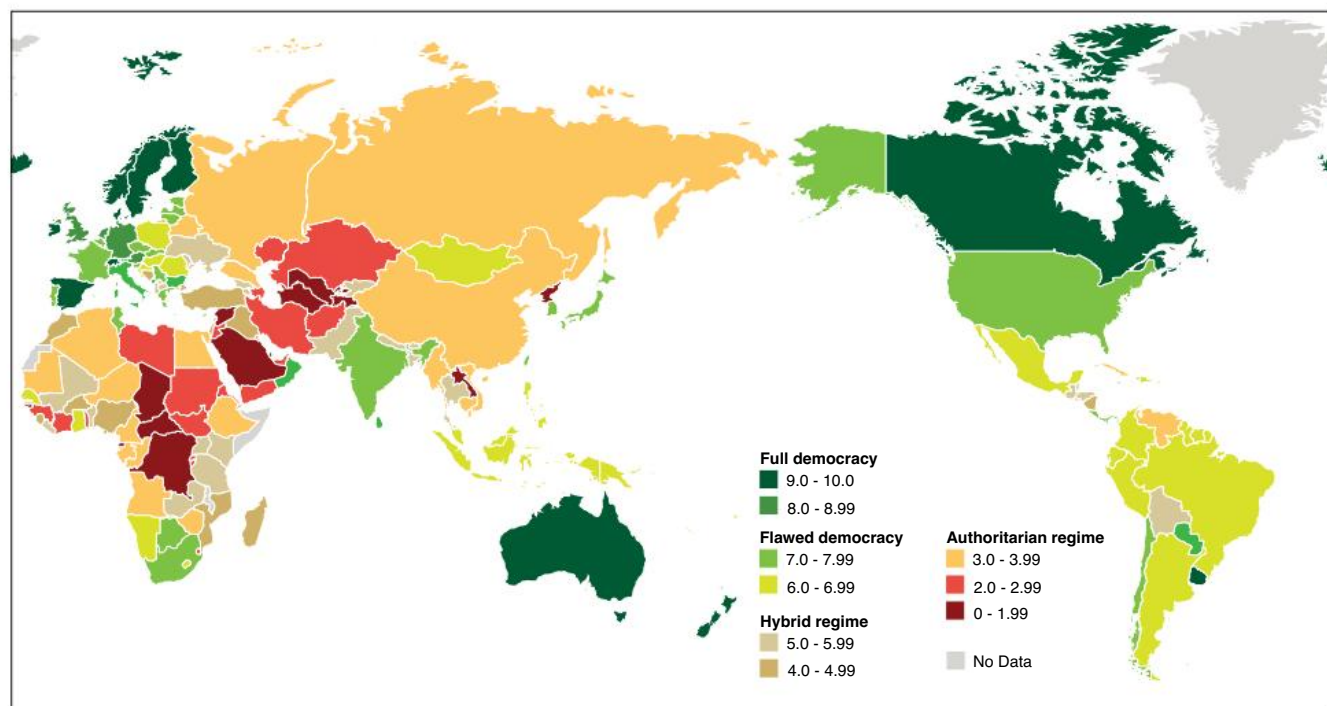 Full democracy
9.0 - 10.0
8.0 - 8.99
Flawed democracy
7.0 - 7.99
6.0 - 6.99
Hybrid regime
5.0 - 5.99
4.0 - 4.99
Authoritarian regime
3.0 - 3.99
2.0 - 2.99
0 - 1.99
No Data